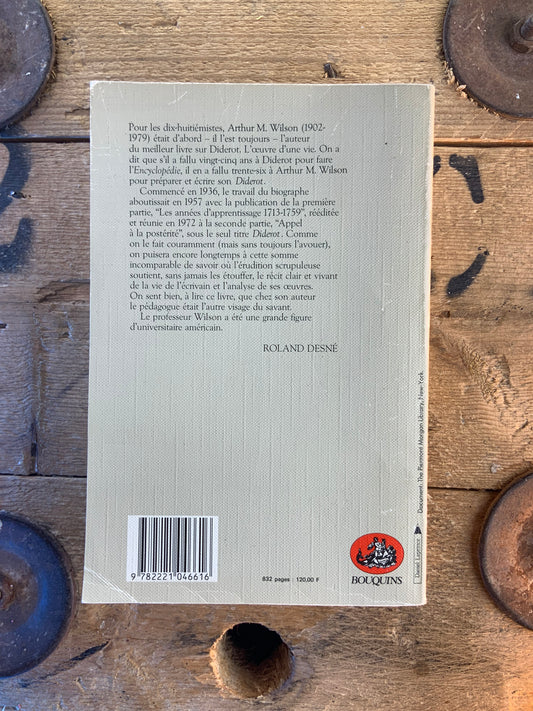 Pour les dix-huitiémistes, Arthur M. Wilson (1902-
1979) était d'abord – il l'est toujours – l'auteur
du meilleur livre sur Diderot. L'œuvre d'une vie. On a
dit que s'il a fallu vingt-cinq ans à Diderot pour faire
l'Encyclopédie, il en a fallu trente-six à Arthur M. Wilson
pour préparer et écrire son Diderot.
Commencé en 1936, le travail du biographe
aboutissait en 1957 avec la publication de la première
partie, "Les années d'apprentissage 1713-1759", rééditée
et réunie en 1972 à la seconde partie, "Appel
à la postérité", sous le seul titre Diderot. Comme
on le fait couramment (mais sans toujours l'avouer),
on puisera encore longtemps à cette somme
incomparable de savoir où l'érudition scrupuleuse
soutient, sans jamais les étouffer, le récit clair et vivant
de la vie de l'écrivain et l'analyse de ses œuvres.
On sent bien, à lire ce livre, que chez son auteur
le pédagogue était l'autre visage du savant.
Le professeur Wilson a été une grande figure
d'universitaire américain.
ROLAND DESNÉ
9 782221 046616
832 pages - 120,00 F
BOUQUINS
Document: The Pierpont Morgan Library, New-York.